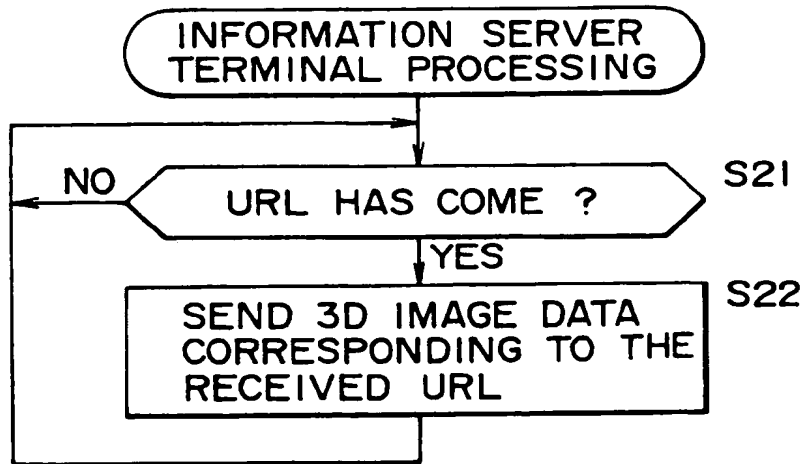 INFORMATION SERVER
TERMINAL PROCESSING
NO
URL HAS COME ?
S21
YES
S22
SEND 3D IMAGE DATA
CORRESPONDING TO THE
RECEIVED URL